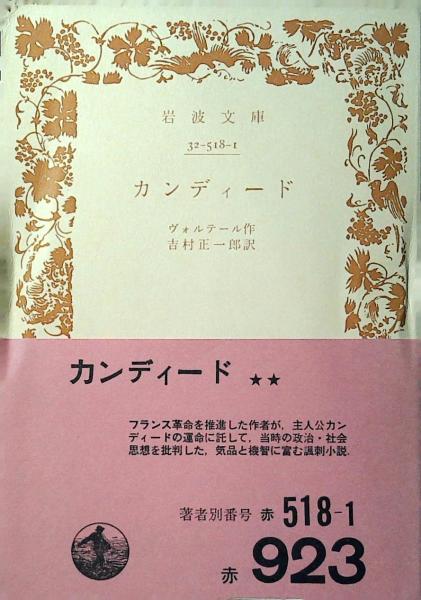 岩波文庫
32-518-1
カンディード
ヴォルテール作
吉村正一郎訳
カンディード ★★
フランス革命を推進した作者が，主人公カン
ディードの運命に託して，当時の政治・社会
思想を批判した，気品と機智に富む諷刺小説．
著者別番号 赤 518-1
赤 923